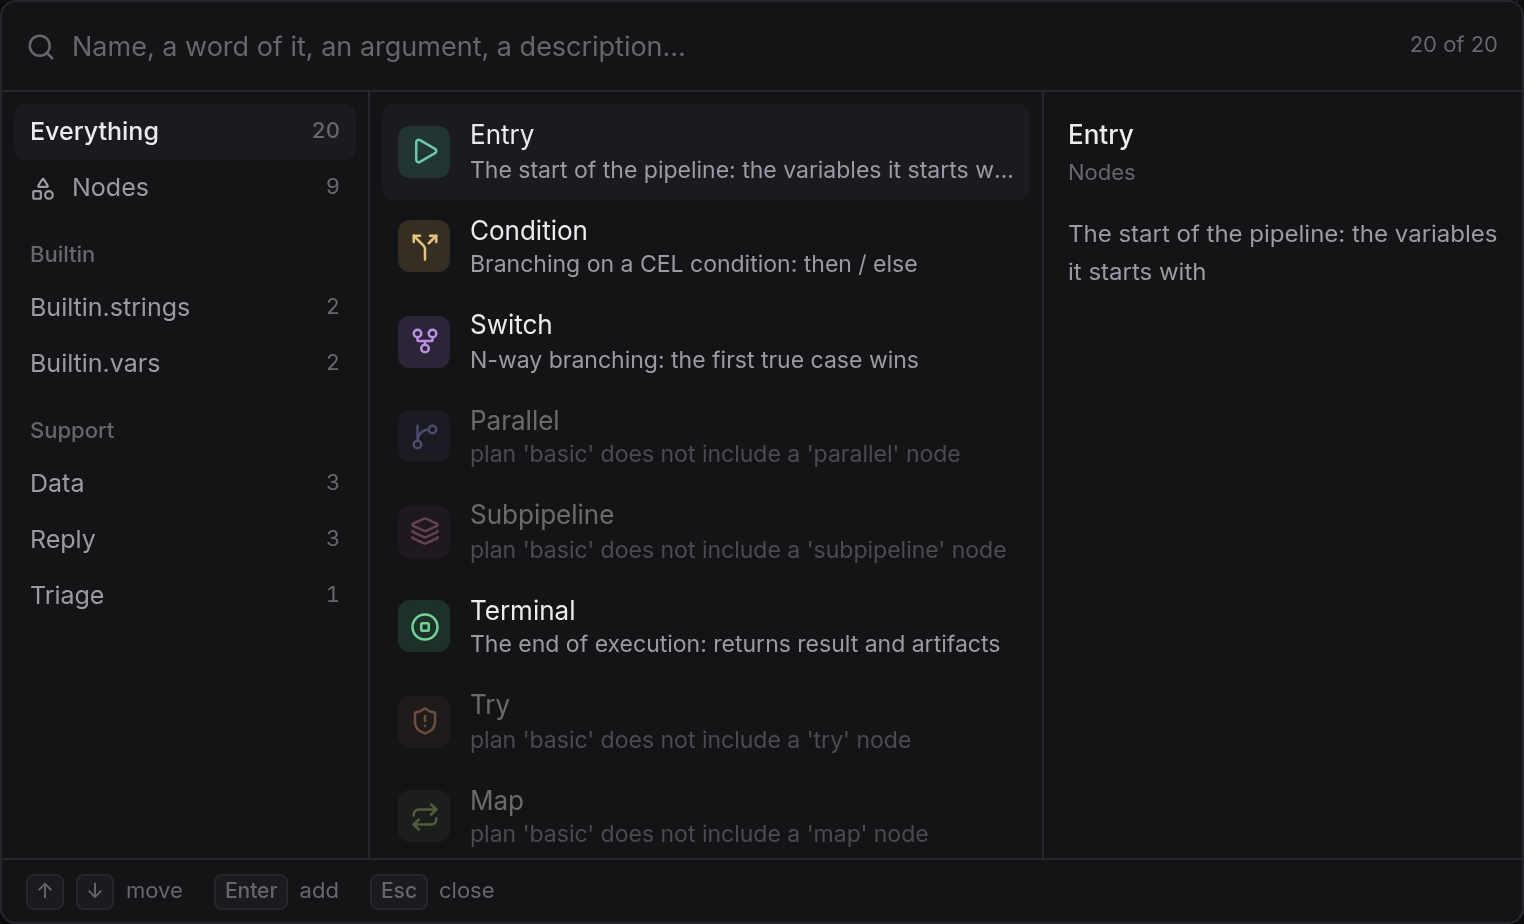 Name, a word of it, an argument, a description...
20 of 20
Everything 20
Nodes 9
Builtin
Builtin.strings 2
Builtin.vars 2
Support
Data 3
Reply 3
Triage 1
Entry
The start of the pipeline: the variables it starts w...
Condition
Branching on a CEL condition: then / else
Switch
N-way branching: the first true case wins
Parallel
plan 'basic' does not include a 'parallel' node
Subpipeline
plan 'basic' does not include a 'subpipeline' node
Terminal
The end of execution: returns result and artifacts
Try
plan 'basic' does not include a 'try' node
Map
plan 'basic' does not include a 'map' node
Entry
Nodes
The start of the pipeline: the variables
it starts with
↑ ↓ move Enter add Esc close